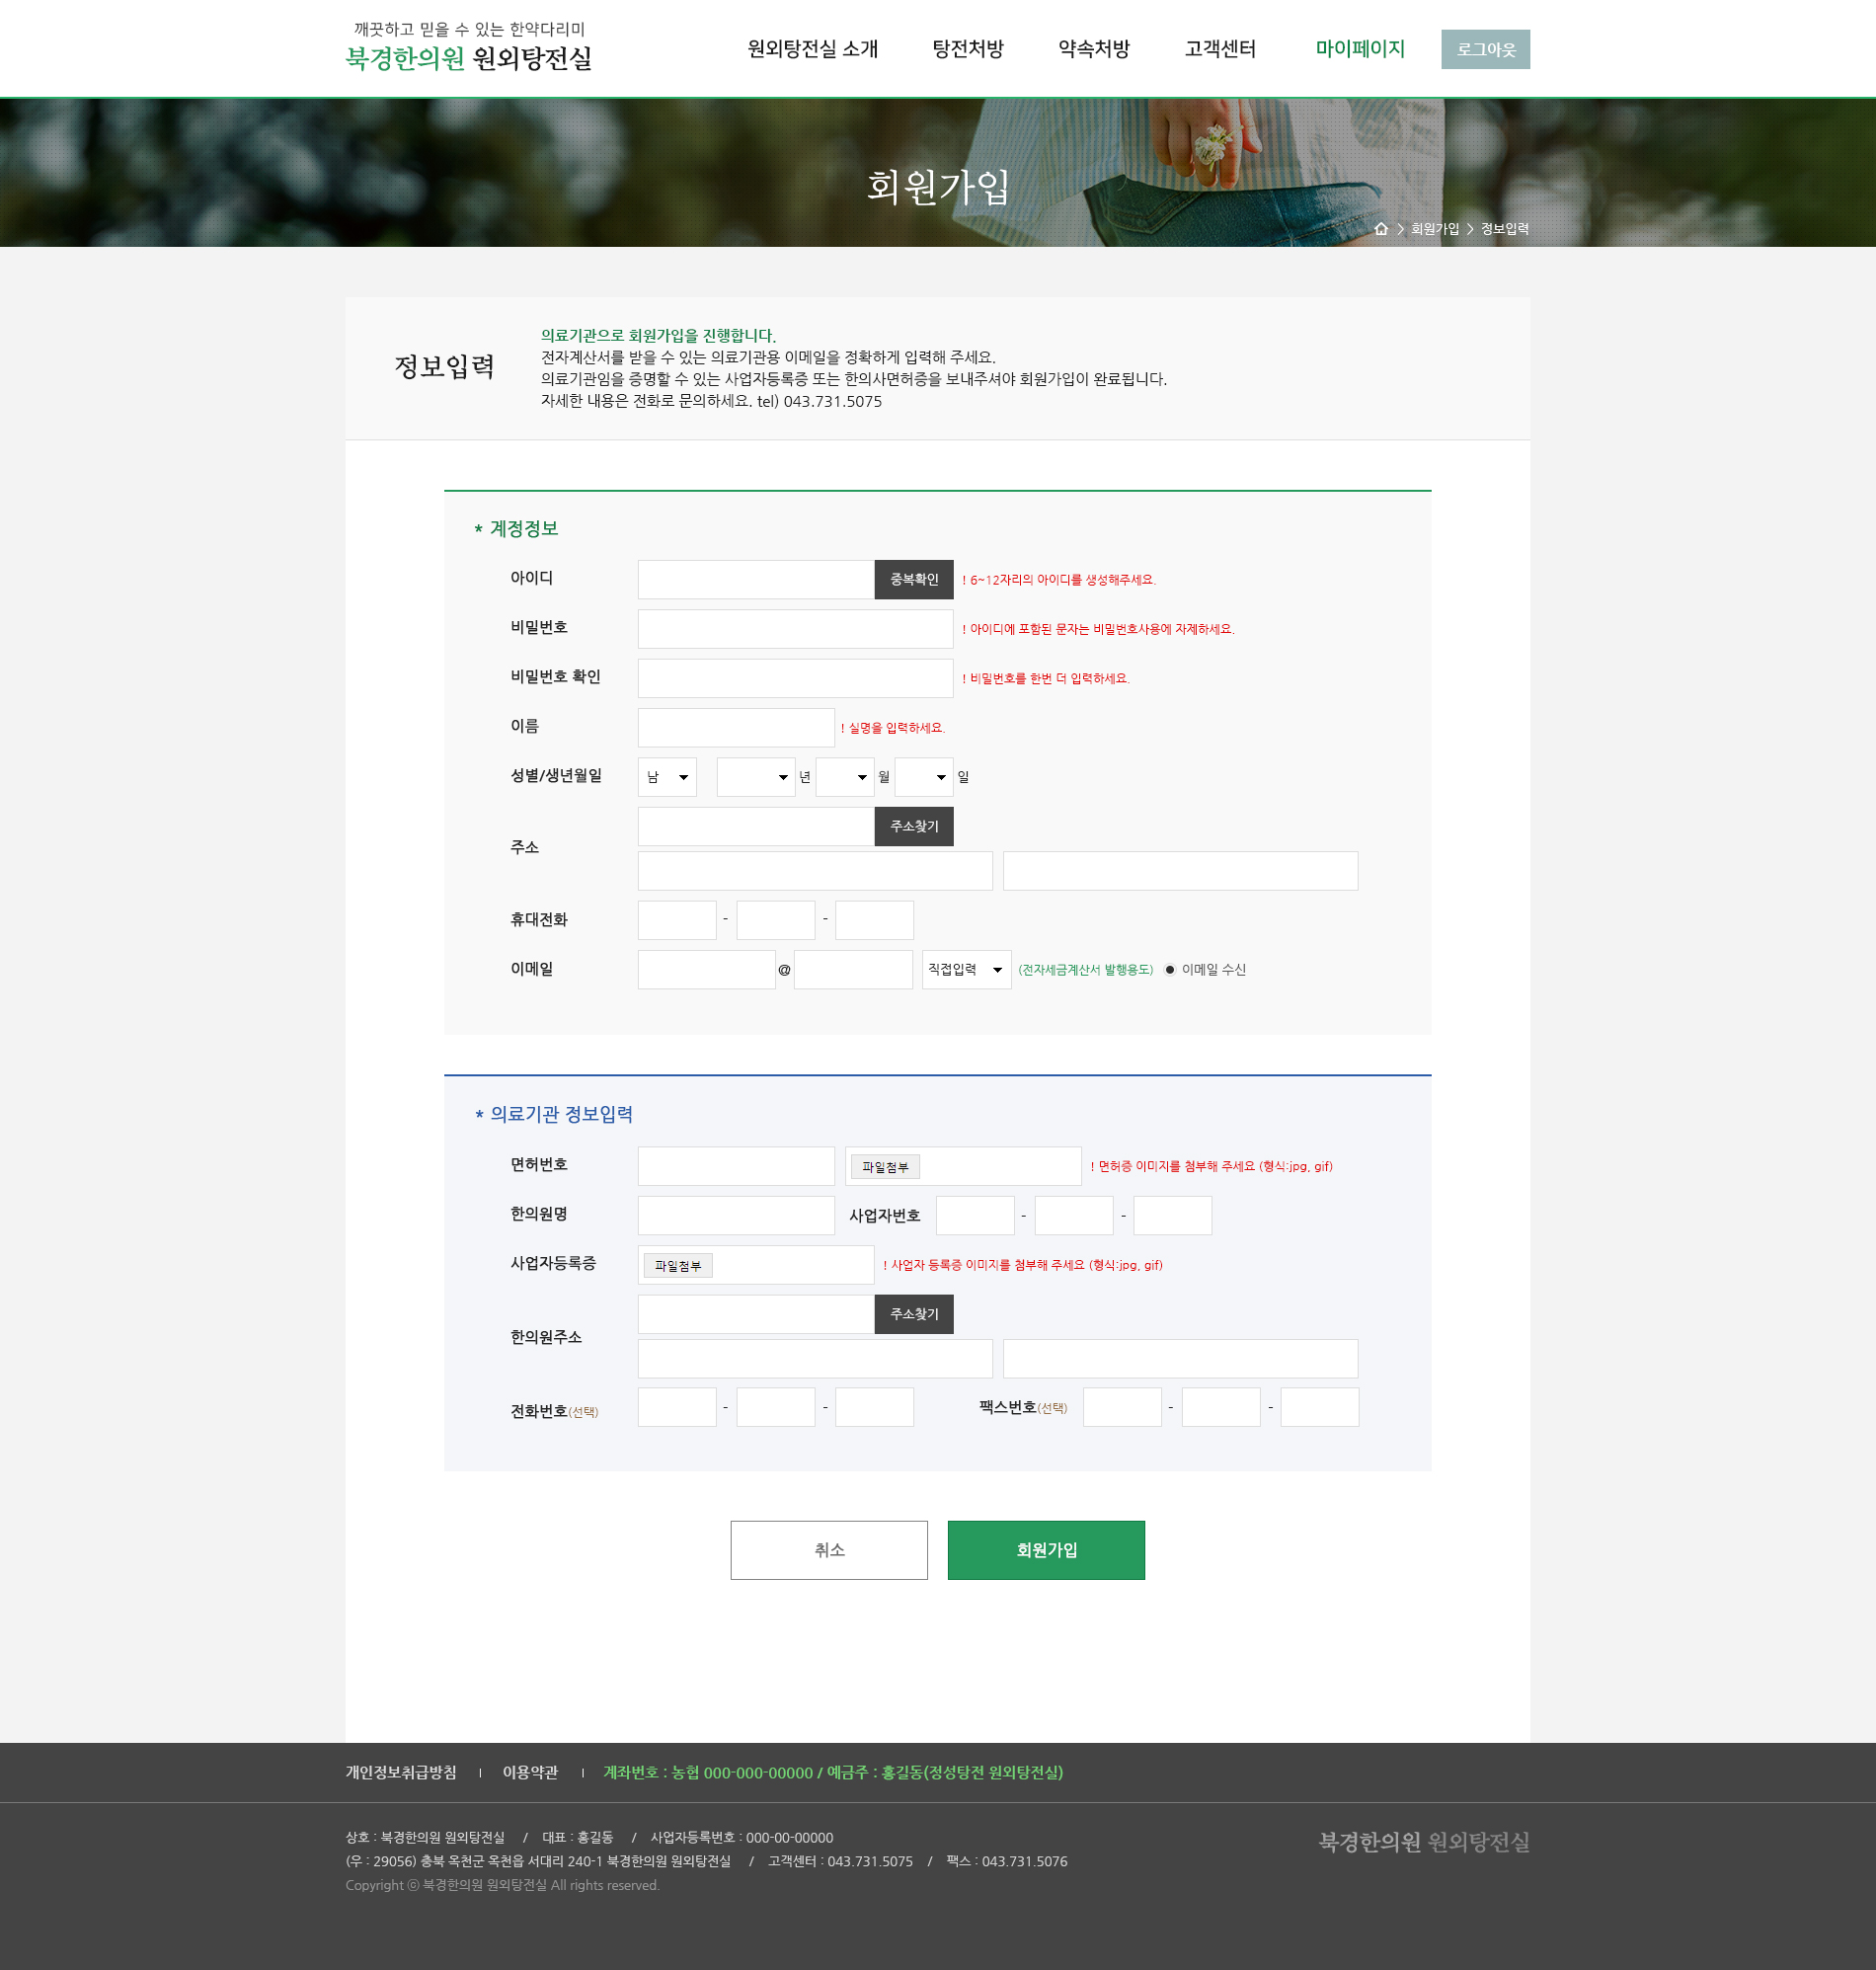 깨끗하고 믿을 수 있는 한약다리미
북경한의원 원외탕전실
원외탕전실 소개 탕전처방 약속처방 고객센터 마이페이지 로그아웃
회원가입
> 회원가입 > 정보입력
정보입력
의료기관으로 회원가입을 진행합니다.
전자계산서를 받을 수 있는 의료기관용 이메일을 정확하게 입력해 주세요.
의료기관임을 증명할 수 있는 사업자등록증 또는 한의사면허증을 보내주셔야 회원가입이 완료됩니다.
자세한 내용은 전화로 문의하세요. tel) 043.731.5075
* 계정정보
아이디 중복확인 ! 6~12자리의 아이디를 생성해주세요.
비밀번호 ! 아이디에 포함된 문자는 비밀번호사용에 자제하세요.
비밀번호 확인 ! 비밀번호를 한번 더 입력하세요.
이름 ! 실명을 입력하세요.
성별/생년월일 남 년 월 일
주소 주소찾기
휴대전화 - -
이메일 @ 직접입력 (전자세금계산서 발행용도) 이메일 수신
* 의료기관 정보입력
면허번호 파일첨부 ! 면허증 이미지를 첨부해 주세요 (형식:jpg, gif)
한의원명 사업자번호 - -
사업자등록증 파일첨부 ! 사업자 등록증 이미지를 첨부해 주세요 (형식:jpg, gif)
한의원주소 주소찾기
전화번호(선택) - - 팩스번호(선택) - -
취소 회원가입
개인정보취급방침 | 이용약관 | 계좌번호 : 농협 000-000-00000 / 예금주 : 홍길동(정성탕전 원외탕전실)
상호 : 북경한의원 원외탕전실 / 대표 : 홍길동 / 사업자등록번호 : 000-00-00000
(우 : 29056) 충북 옥천군 옥천읍 서대리 240-1 북경한의원 원외탕전실 / 고객센터 : 043.731.5075 / 팩스 : 043.731.5076
Copyright ⓒ 북경한의원 원외탕전실 All rights reserved.
북경한의원 원외탕전실